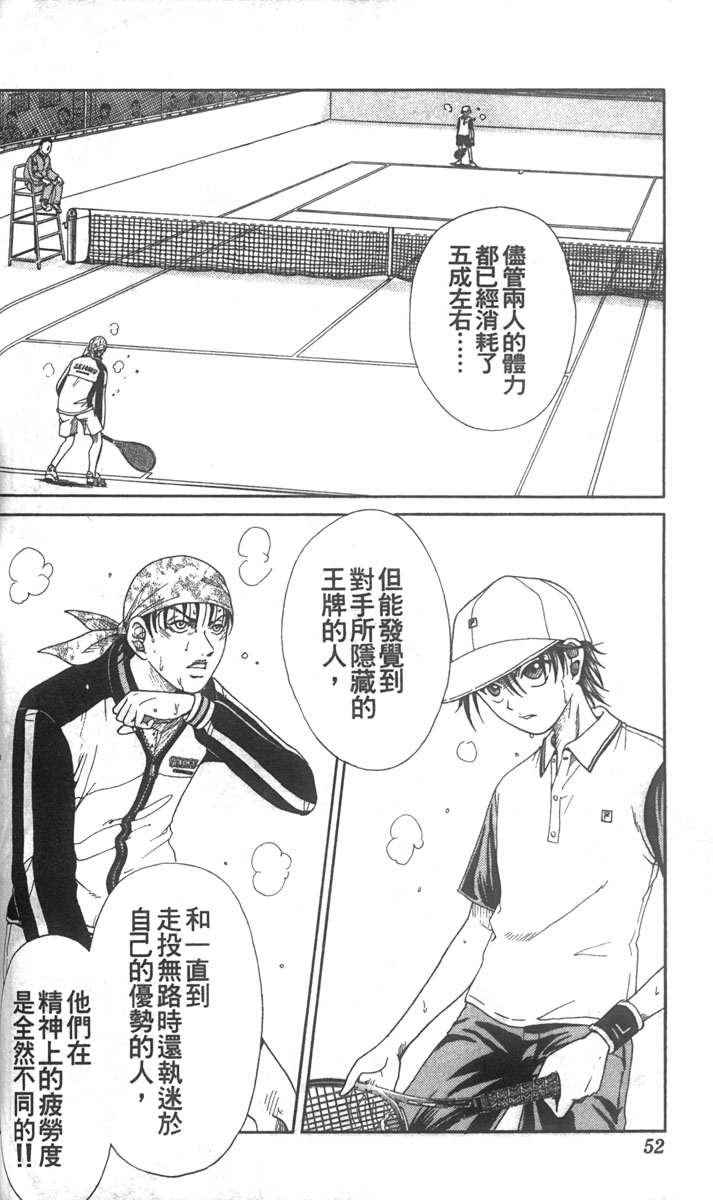 儘管兩人的體力
都已經消耗了
五成左右……
但能發覺到
對手所隱藏的
王牌的人，
和一直到
走投無路時還執迷於
自己的優勢的人，
他們在
精神上的疲勞度
是全然不同的!!
52